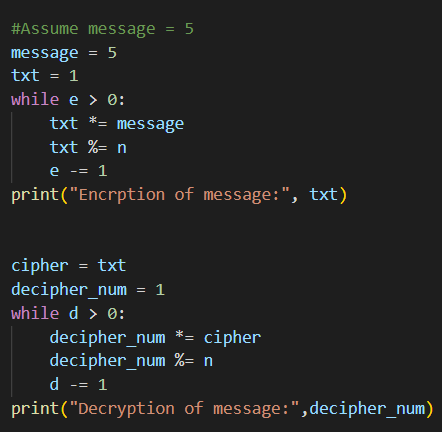 #Assume message = 5
message = 5
txt = 1
while e > 0:
    txt *= message
    txt %= n
    e -= 1
print("Encrption of message:", txt)
cipher = txt
decipher_num = 1
while d > 0:
    decipher_num *= cipher
    decipher_num %= n
    d -= 1
print("Decryption of message:",decipher_num)